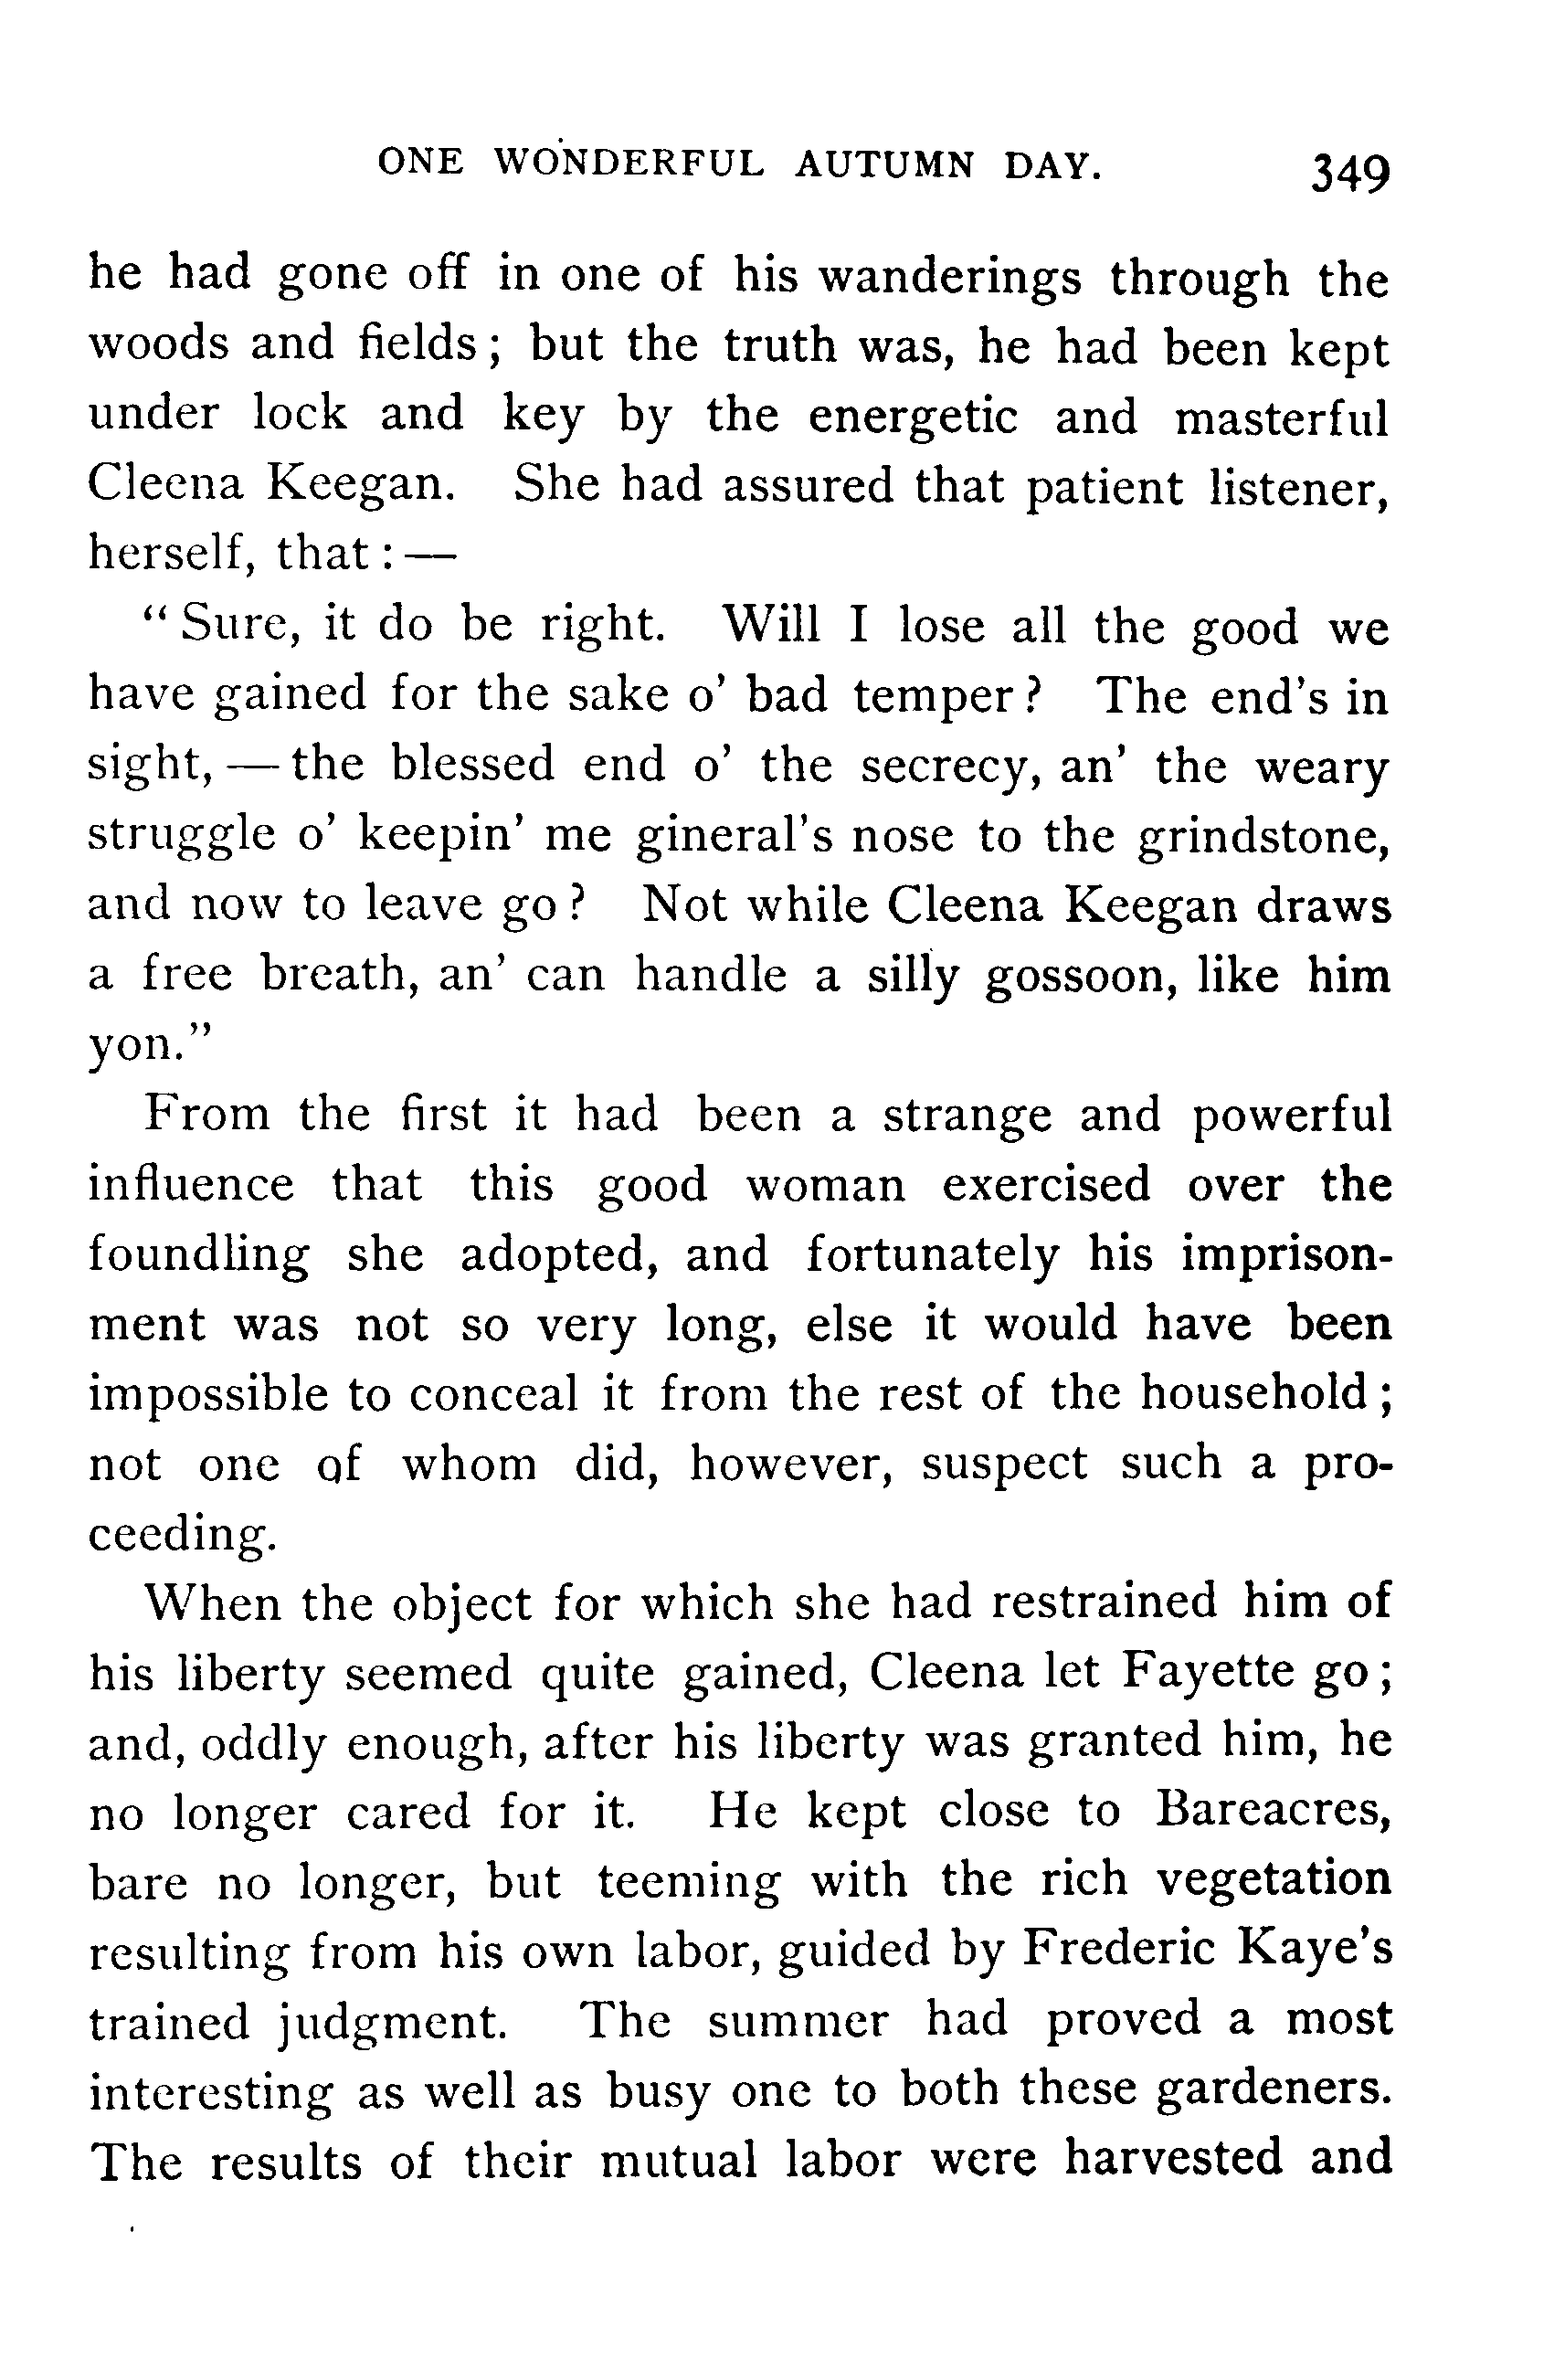 ONE WONDERFUL AUTUMN DAY. 349
he had gone off in one of his wanderings through the
woods and fields; but the truth was, he had been kept
under lock and key by the energetic and masterful
Cleena Keegan. She had assured that patient listener,
herself, that:—
"Sure, it do be right. Will I lose all the good we
have gained for the sake o' bad temper? The end's in
sight,—the blessed end o' the secrecy, an' the weary
struggle o' keepin' me gineral's nose to the grindstone,
and now to leave go? Not while Cleena Keegan draws
a free breath, an' can handle a silly gossoon, like him
yon."
From the first it had been a strange and powerful
influence that this good woman exercised over the
foundling she adopted, and fortunately his imprison-
ment was not so very long, else it would have been
impossible to conceal it from the rest of the household;
not one of whom did, however, suspect such a pro-
ceeding.
When the object for which she had restrained him of
his liberty seemed quite gained, Cleena let Fayette go;
and, oddly enough, after his liberty was granted him, he
no longer cared for it. He kept close to Bareacres,
bare no longer, but teeming with the rich vegetation
resulting from his own labor, guided by Frederic Kaye's
trained judgment. The summer had proved a most
interesting as well as busy one to both these gardeners.
The results of their mutual labor were harvested and